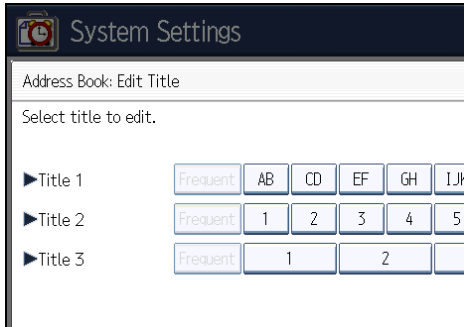 System Settings
Address Book: Edit Title
Select title to edit.
▶Title 1 Frequent AB CD EF GH IJK
▶Title 2 Frequent 1 2 3 4 5
▶Title 3 Frequent 1 2